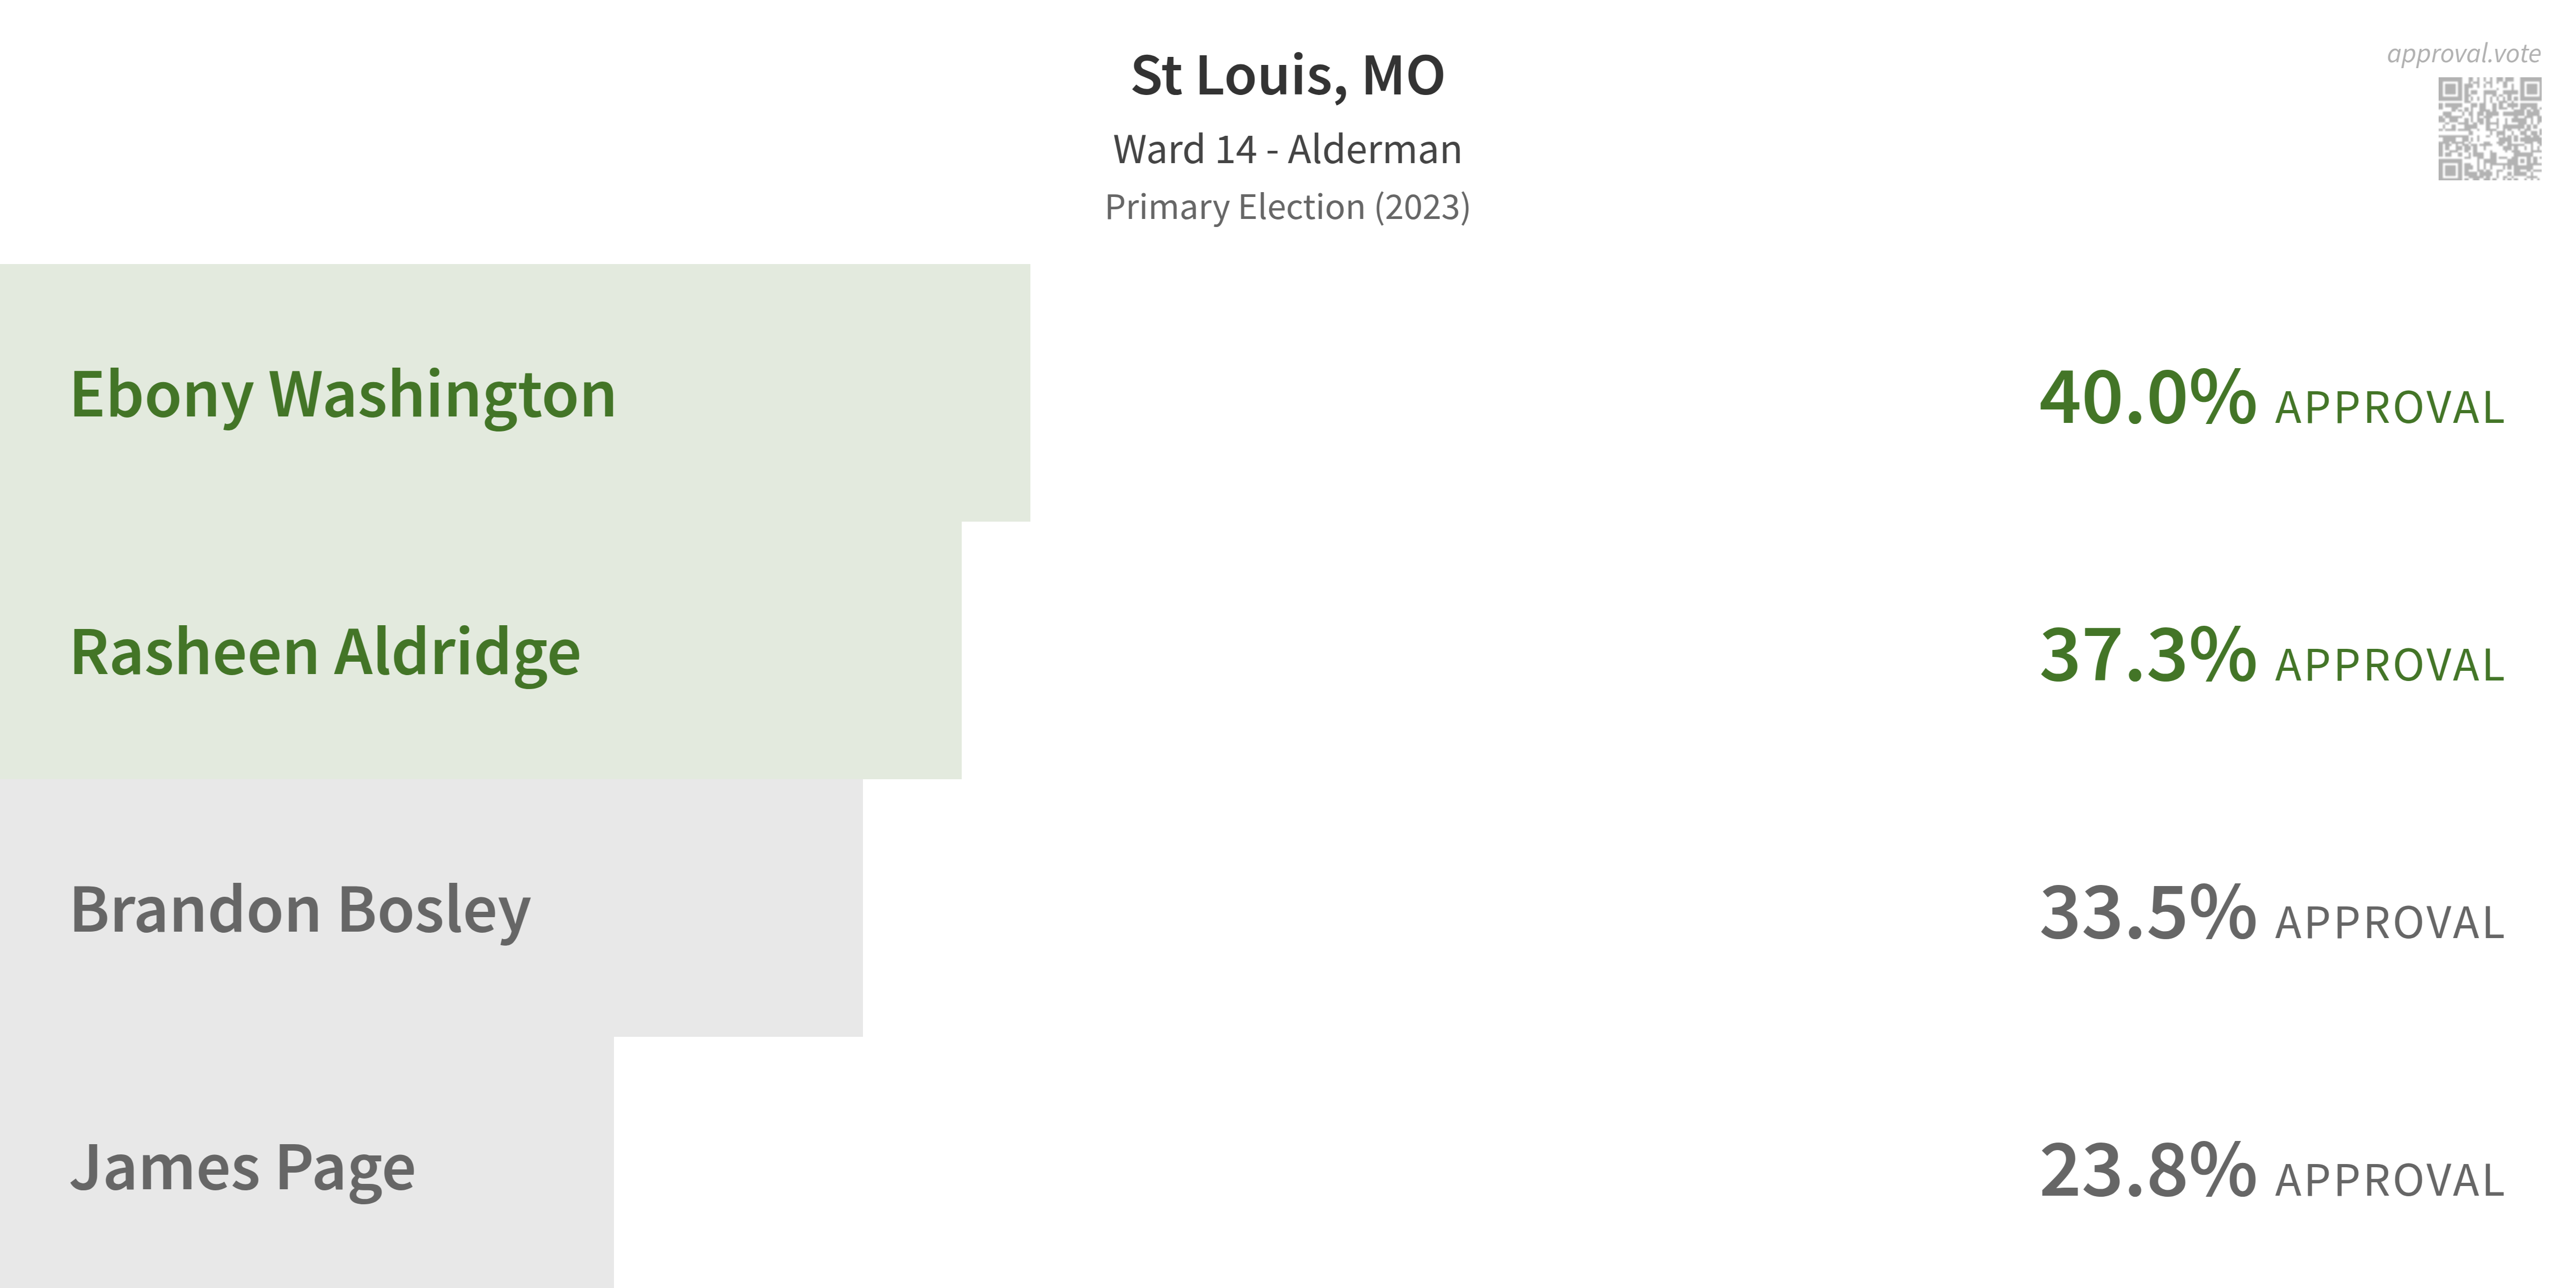 St Louis, MO
Ward 14 - Alderman
Primary Election (2023)
approval.vote
Ebony Washington 40.0% APPROVAL
Rasheen Aldridge 37.3% APPROVAL
Brandon Bosley 33.5% APPROVAL
James Page 23.8% APPROVAL